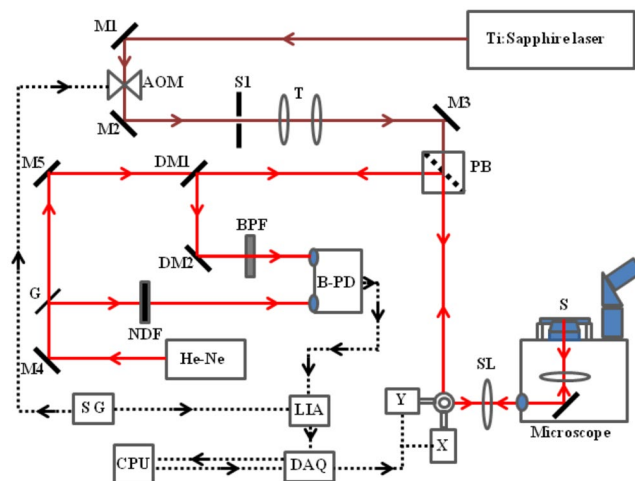 M1
Ti:Sapphire laser
AOM
S1
T
M3
M2
M5
DM1
PB
BPF
DM2
B-PD
S
G
NDF
M4
He-Ne
SL
SG
LIA
Y
X
Microscope
CPU
DAQ